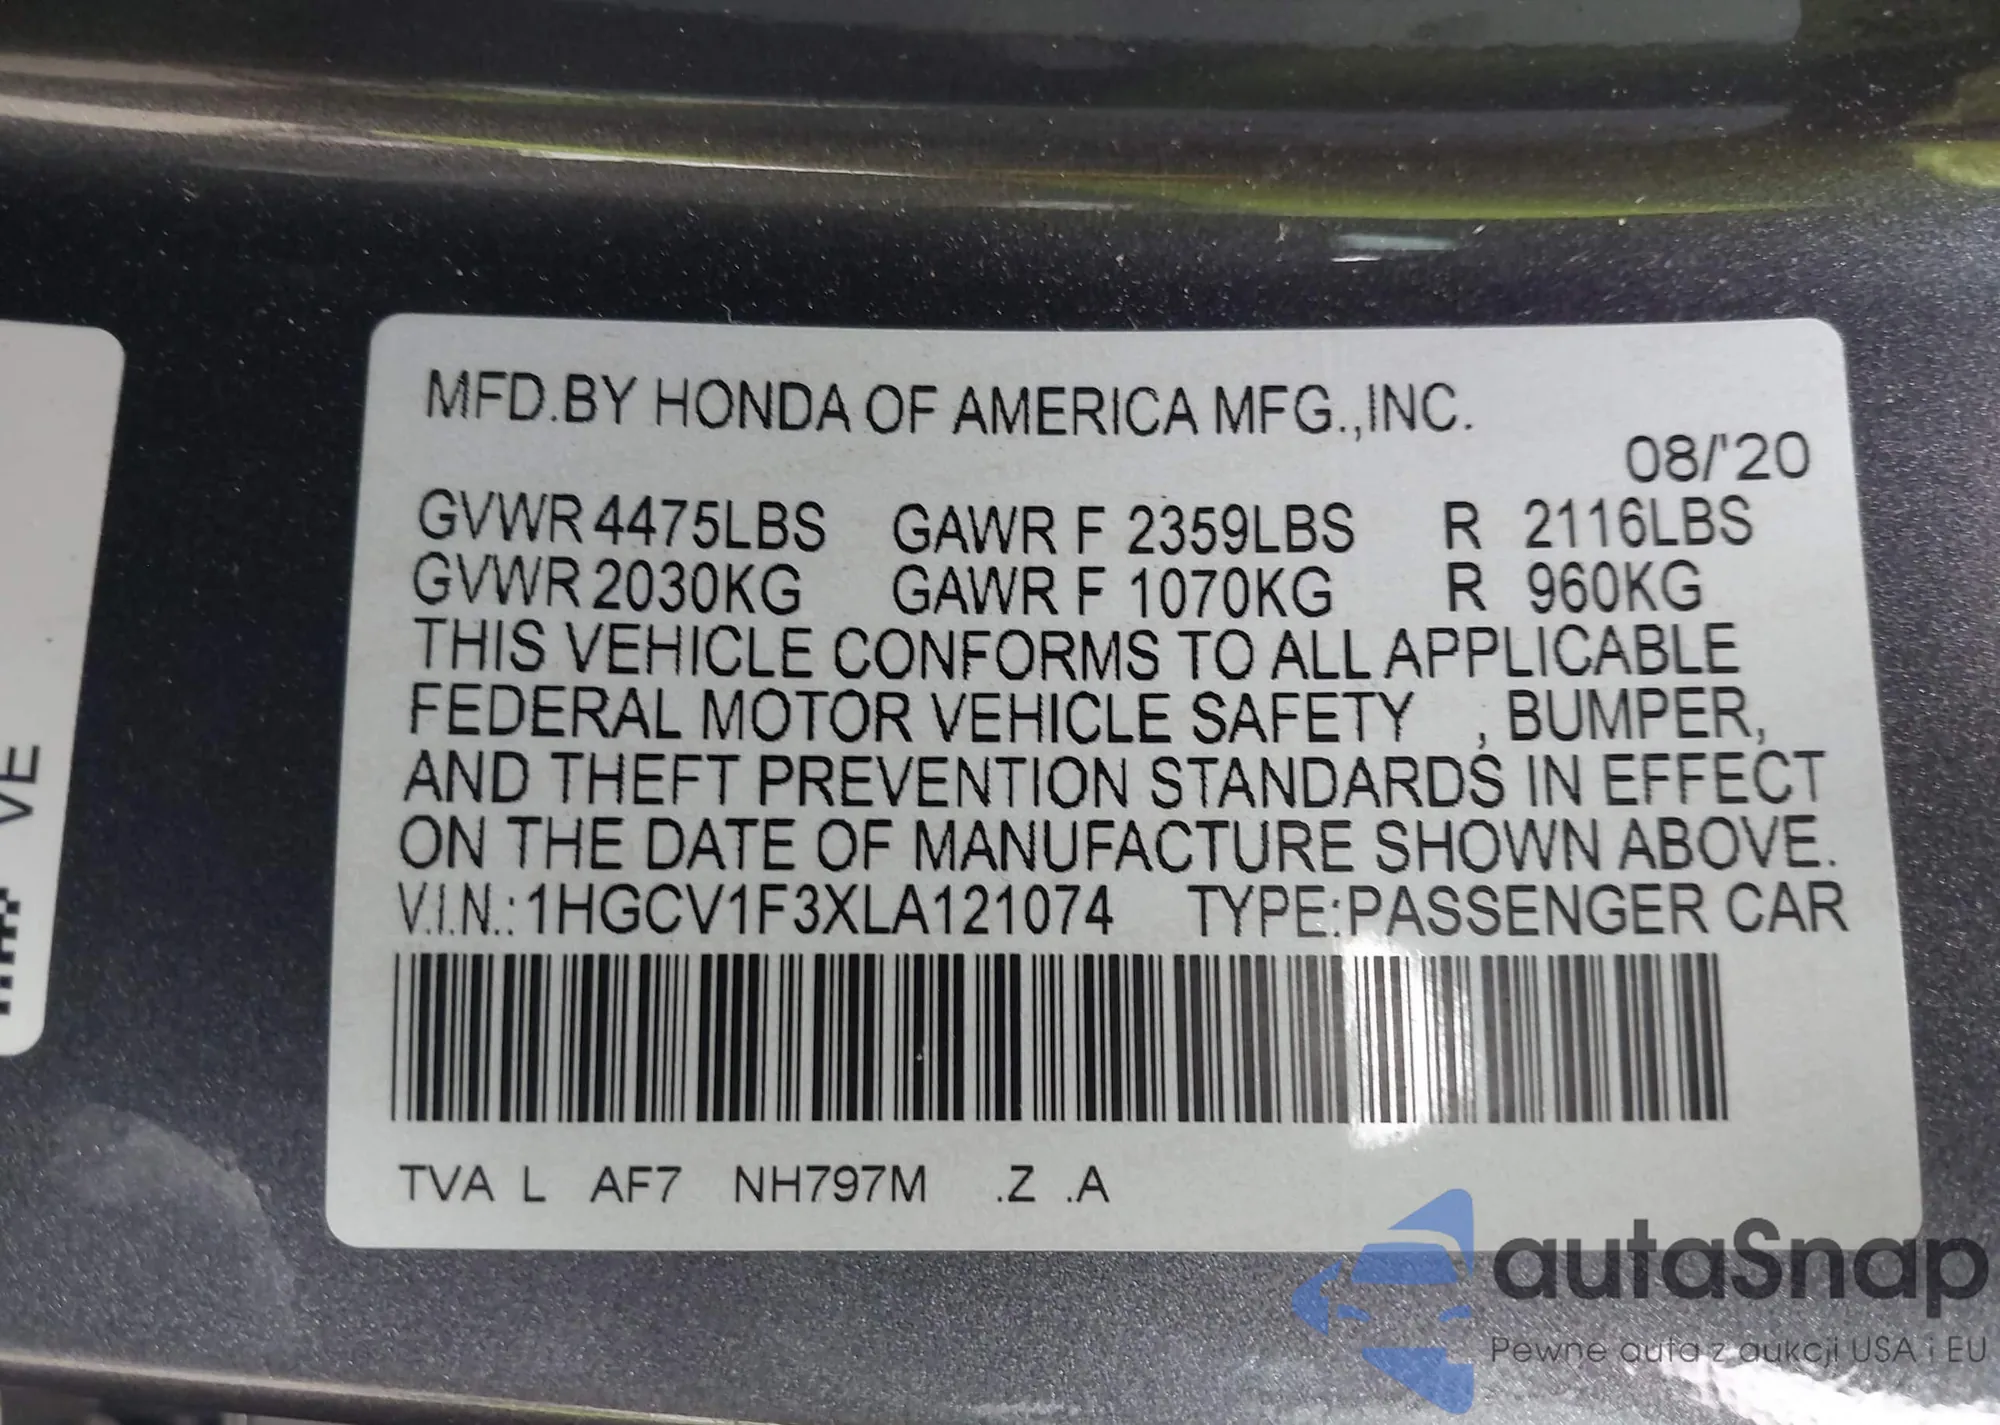 MFD.BY HONDA OF AMERICA MFG.,INC.
08/'20
GVWR 4475LBS GAWR F 2359LBS R 2116LBS
GVWR 2030KG GAWR F 1070KG R 960KG
THIS VEHICLE CONFORMS TO ALL APPLICABLE
FEDERAL MOTOR VEHICLE SAFETY , BUMPER,
AND THEFT PREVENTION STANDARDS IN EFFECT
ON THE DATE OF MANUFACTURE SHOWN ABOVE.
V.I.N.: 1HGCV1F3XLA121074 TYPE:PASSENGER CAR
TVA L AF7 NH797M .Z .A
VE
autaSnap
Pewne auta z aukcji USA i EU